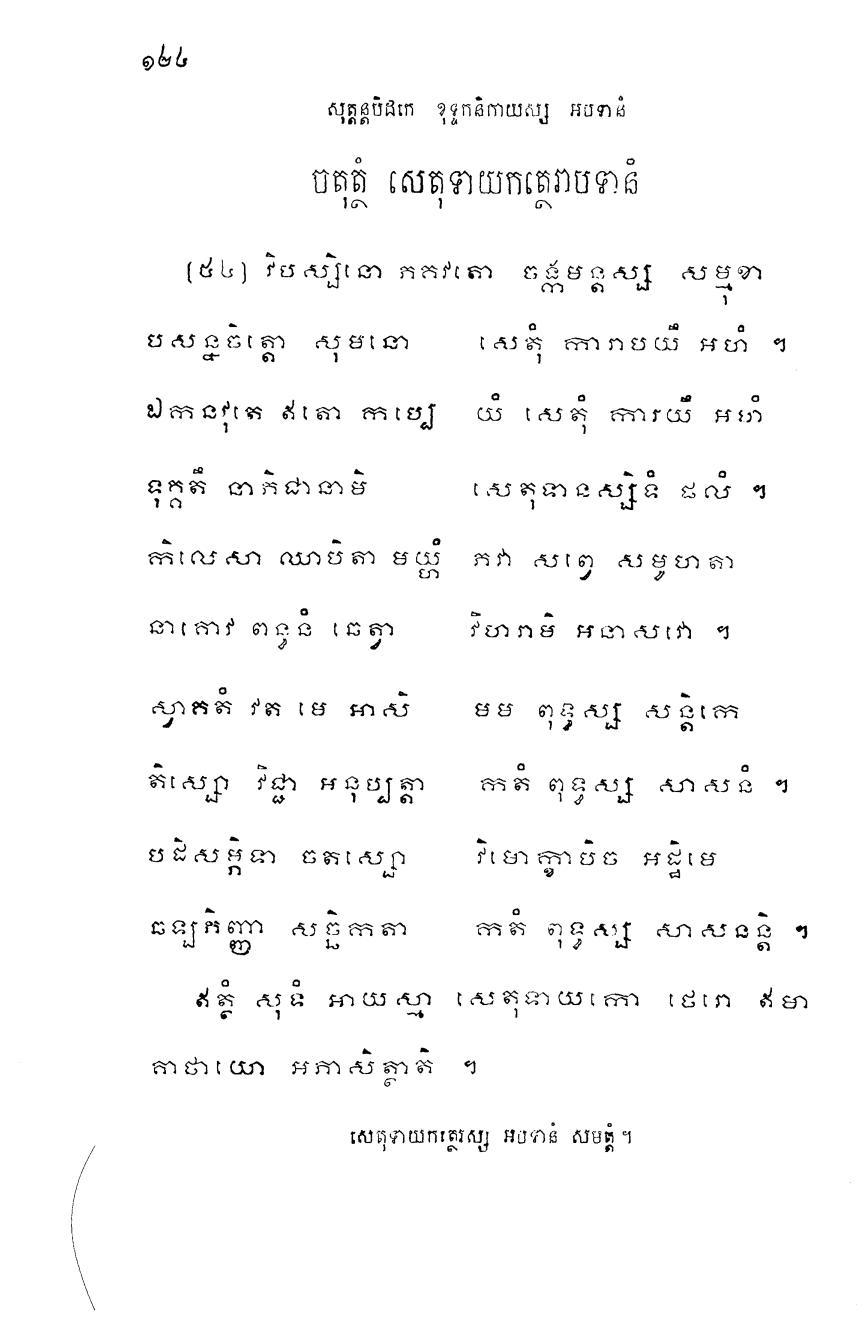 ១២៤
សុត្តន្តបិដកេ ខុទ្ទកនិកាយស្ស អបទានំ
ចតុត្ថំ សេតុទាយកត្ថេរាបទានំ
(៥៤) វិបស្សិនោ ភគវតោ ចង្កមន្តស្ស សម្មុខា
បសន្នចិត្តោ សុមនោ សេតុំ ការាបយឹ អហំ ។
ឯកនវុតេ ឥតោ កប្បេ យំ សេតុំ ការយឹ អហំ
ទុក្កតឹ នាភិជានាមិ សេតុទានស្សិទំ ផលំ ។
កិលេសា ឈាបិតា មយ្ហំ ភវា សព្វេ សមូហតា
នាគោវ ពន្ធនំ ឆេត្វា វិហរាមិ អនាសវោ ។
ស្វាគតំ វត មេ អាសិ មម ពុទ្ធស្ស សន្តិកេ
តិស្សោ វិជ្ជា អនុប្បត្តា កតំ ពុទ្ធស្ស សាសនំ ។
បដិសម្ភិទា ចតស្សោ វិមោក្ខាបិច អដ្ឋិមេ
ឆឡភិញ្ញា សច្ឆិកតា កតំ ពុទ្ធស្ស សាសនន្តិ ។
ឥត្ថំ សុទំ អាយស្មា សេតុទាយកោ ថេរោ ឥមា
គាថាយោ អភាសិត្ថាតិ ។
សេតុទាយកត្ថេរស្ស អបទានំ សមត្តំ ។